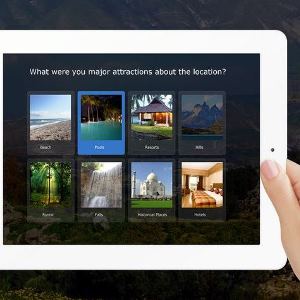 What were you major attractions about the location?
Beach
Pools
Resorts
Hills
Forest
Falls
Historical Places
Hotels